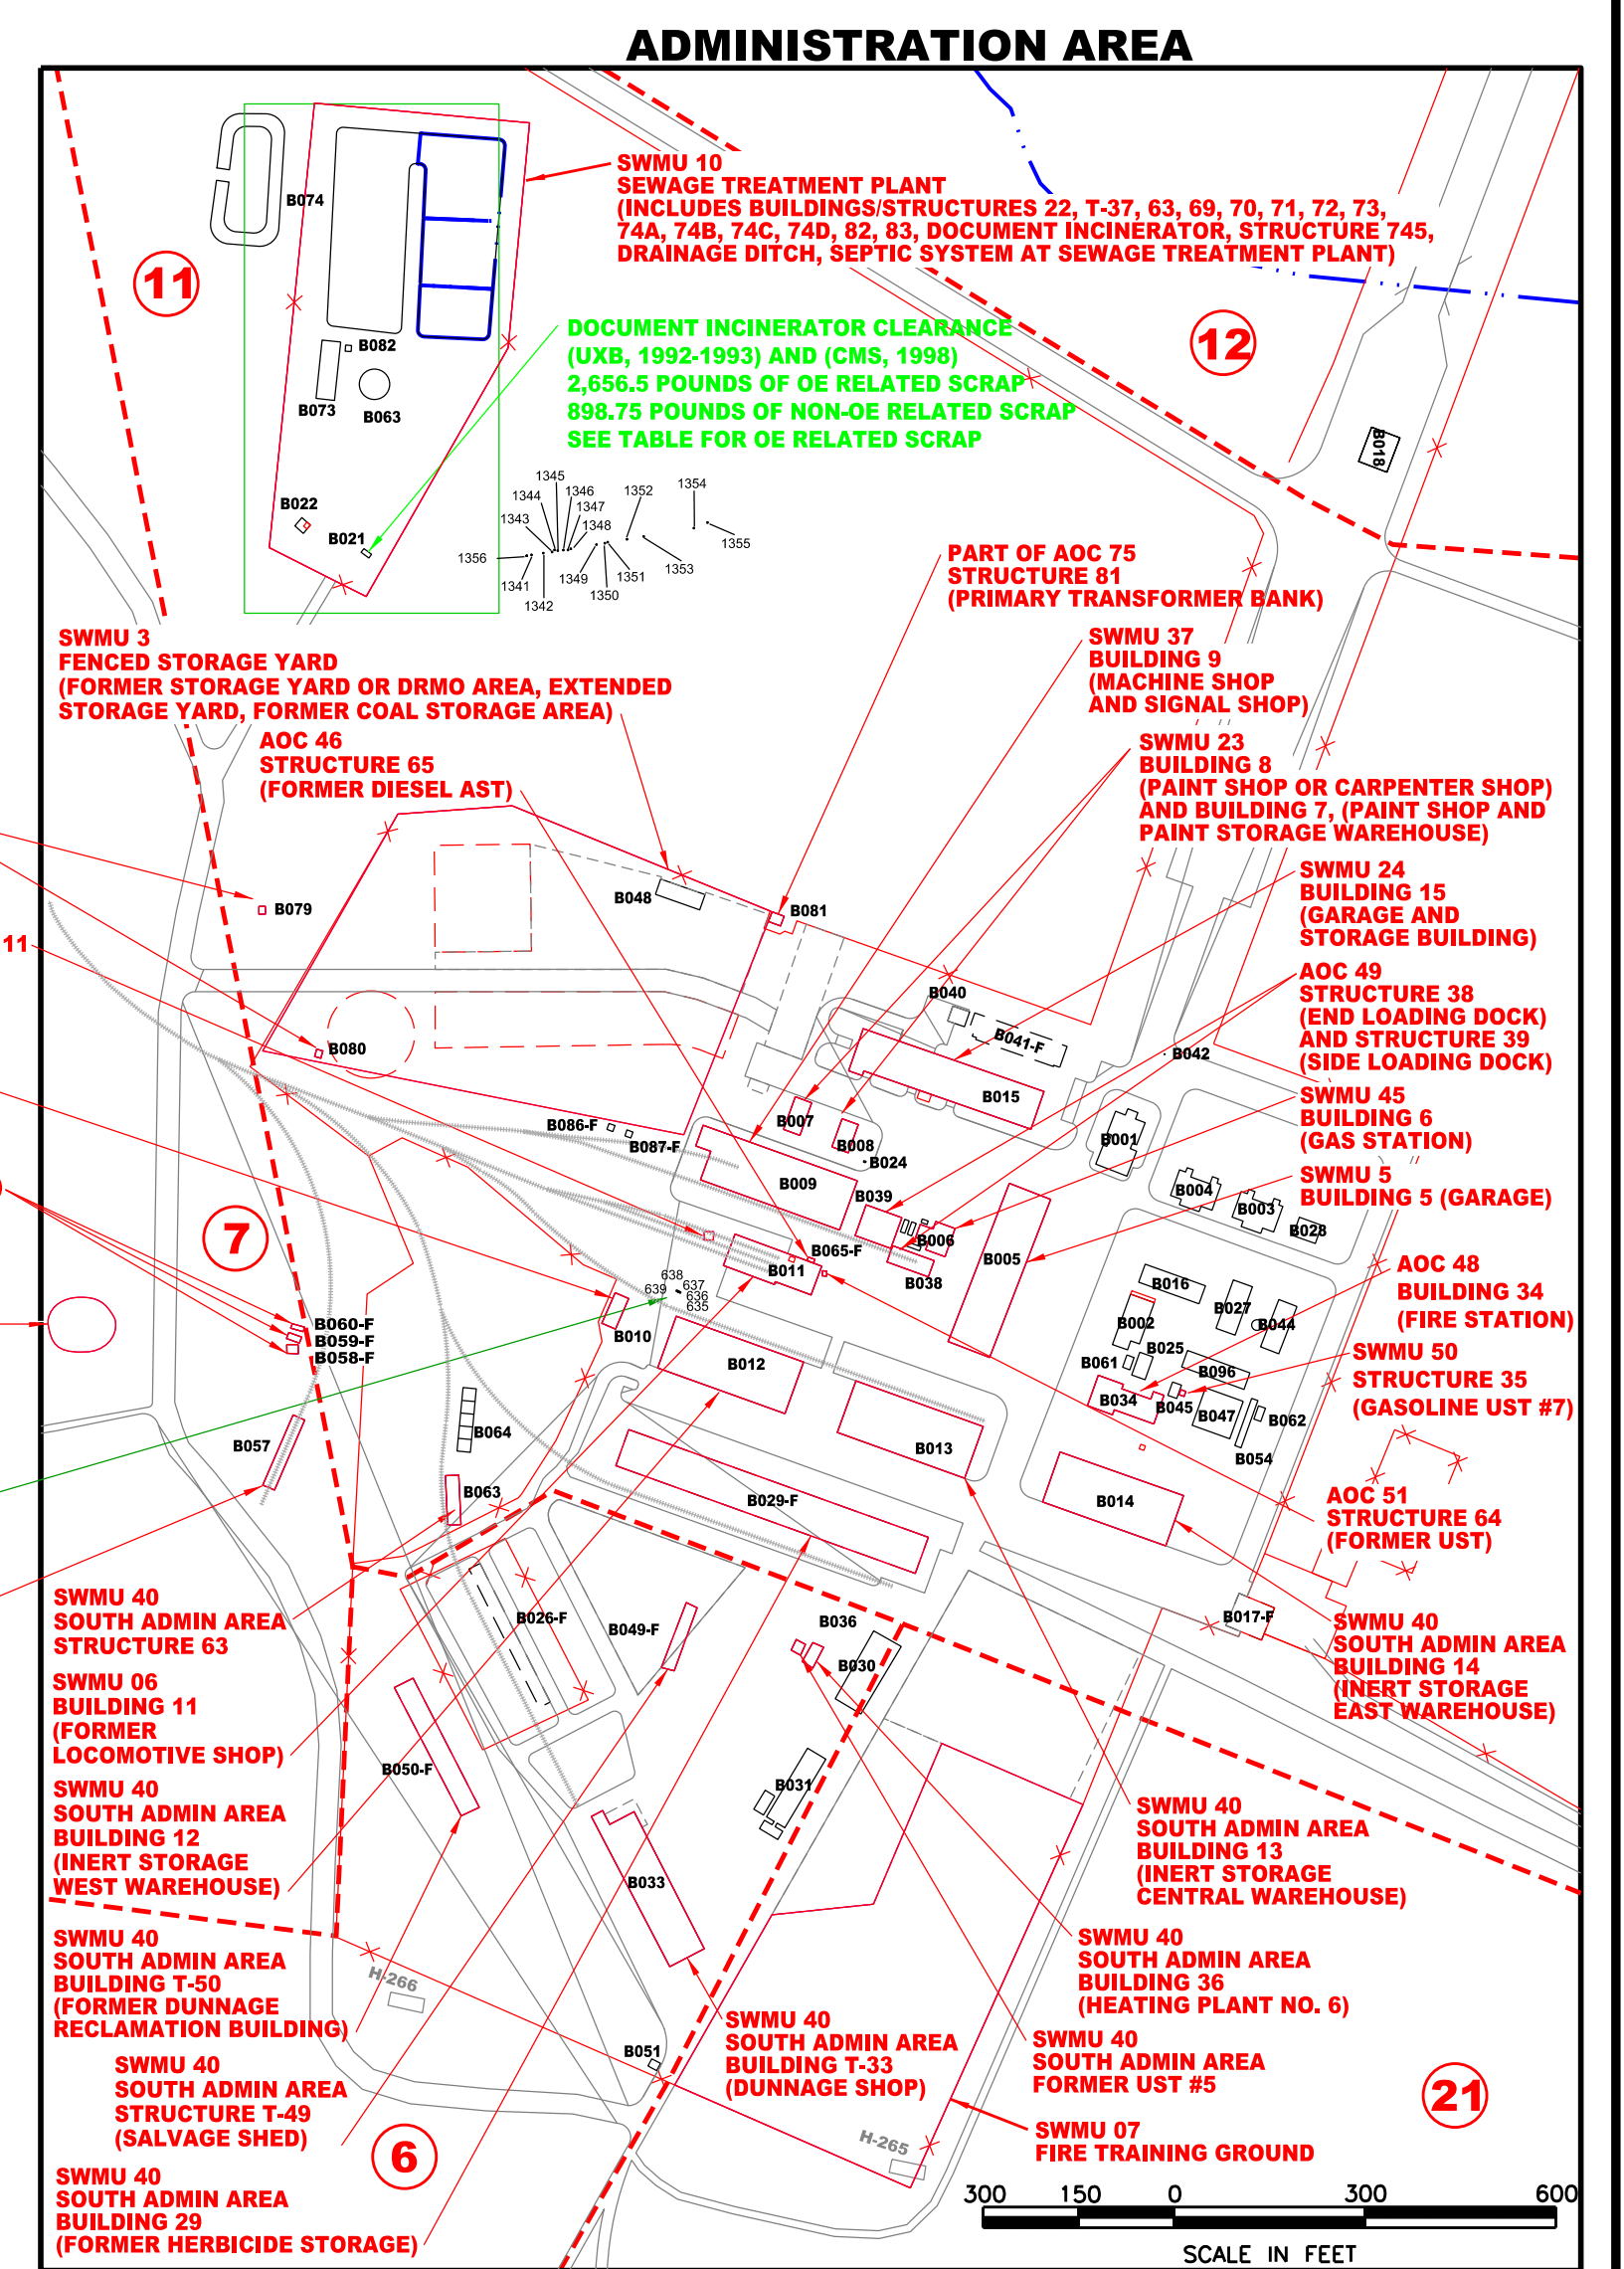 ADMINISTRATION AREA
SWMU 10
SEWAGE TREATMENT PLANT
(INCLUDES BUILDINGS/STRUCTURES 22, T-37, 63, 69, 70, 71, 72, 73,
74A, 74B, 74C, 74D, 82, 83, DOCUMENT INCINERATOR, STRUCTURE 745,
DRAINAGE DITCH, SEPTIC SYSTEM AT SEWAGE TREATMENT PLANT)
B074
11
12
DOCUMENT INCINERATOR CLEARANCE
(UXB, 1992-1993) AND (CMS, 1998)
2,656.5 POUNDS OF OE RELATED SCRAP
898.75 POUNDS OF NON-OE RELATED SCRAP
SEE TABLE FOR OE RELATED SCRAP
B082
B073
B063
B018
B022
B021
1345
1344
1346
1343
1347
1348
1352
1354
1355
1356
1341
1342
1349
1350
1351
1353
PART OF AOC 75
STRUCTURE 81
(PRIMARY TRANSFORMER BANK)
SWMU 3
FENCED STORAGE YARD
(FORMER STORAGE YARD OR DRMO AREA, EXTENDED
STORAGE YARD, FORMER COAL STORAGE AREA)
SWMU 37
BUILDING 9
(MACHINE SHOP
AND SIGNAL SHOP)
AOC 46
STRUCTURE 65
(FORMER DIESEL AST)
SWMU 23
BUILDING 8
(PAINT SHOP OR CARPENTER SHOP)
AND BUILDING 7, (PAINT SHOP AND
PAINT STORAGE WAREHOUSE)
SWMU 24
BUILDING 15
(GARAGE AND
STORAGE BUILDING)
AOC 49
STRUCTURE 38
(END LOADING DOCK)
AND STRUCTURE 39
(SIDE LOADING DOCK)
SWMU 45
BUILDING 6
(GAS STATION)
SWMU 5
BUILDING 5 (GARAGE)
AOC 48
BUILDING 34
(FIRE STATION)
SWMU 50
STRUCTURE 35
(GASOLINE UST #7)
AOC 51
STRUCTURE 64
(FORMER UST)
B048
B081
B079
11
B040
B041-F
B042
B080
B015
B007
B008
B024
B001
B086-F
B087-F
B009
B039
B004
B003
B028
7
B006
B005
B065-F
B011
B038
B016
B027
B044
B002
B025
B061
B096
B034
B045
B047
B062
B054
638
639
637
636
635
B010
B012
B060-F
B059-F
B058-F
B064
B057
B063
B013
B029-F
B014
B017-F
SWMU 40
SOUTH ADMIN AREA
STRUCTURE 63
SWMU 06
BUILDING 11
(FORMER
LOCOMOTIVE SHOP)
SWMU 40
SOUTH ADMIN AREA
BUILDING 12
(INERT STORAGE
WEST WAREHOUSE)
SWMU 40
SOUTH ADMIN AREA
BUILDING T-50
(FORMER DUNNAGE
RECLAMATION BUILDING)
SWMU 40
SOUTH ADMIN AREA
STRUCTURE T-49
(SALVAGE SHED)
SWMU 40
SOUTH ADMIN AREA
BUILDING 29
(FORMER HERBICIDE STORAGE)
B026-F
B049-F
B036
B030
B050-F
B031
B033
H-266
B051
H-265
6
21
SWMU 40
SOUTH ADMIN AREA
BUILDING 14
(INERT STORAGE
EAST WAREHOUSE)
SWMU 40
SOUTH ADMIN AREA
BUILDING 13
(INERT STORAGE
CENTRAL WAREHOUSE)
SWMU 40
SOUTH ADMIN AREA
BUILDING 36
(HEATING PLANT NO. 6)
SWMU 40
SOUTH ADMIN AREA
BUILDING T-33
(DUNNAGE SHOP)
SWMU 40
SOUTH ADMIN AREA
FORMER UST #5
SWMU 07
FIRE TRAINING GROUND
300 150 0 300 600
SCALE IN FEET